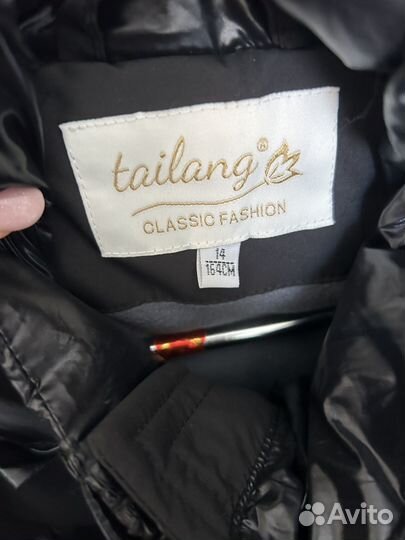 tailang®
CLASSIC FASHION
14
164CM
Avito